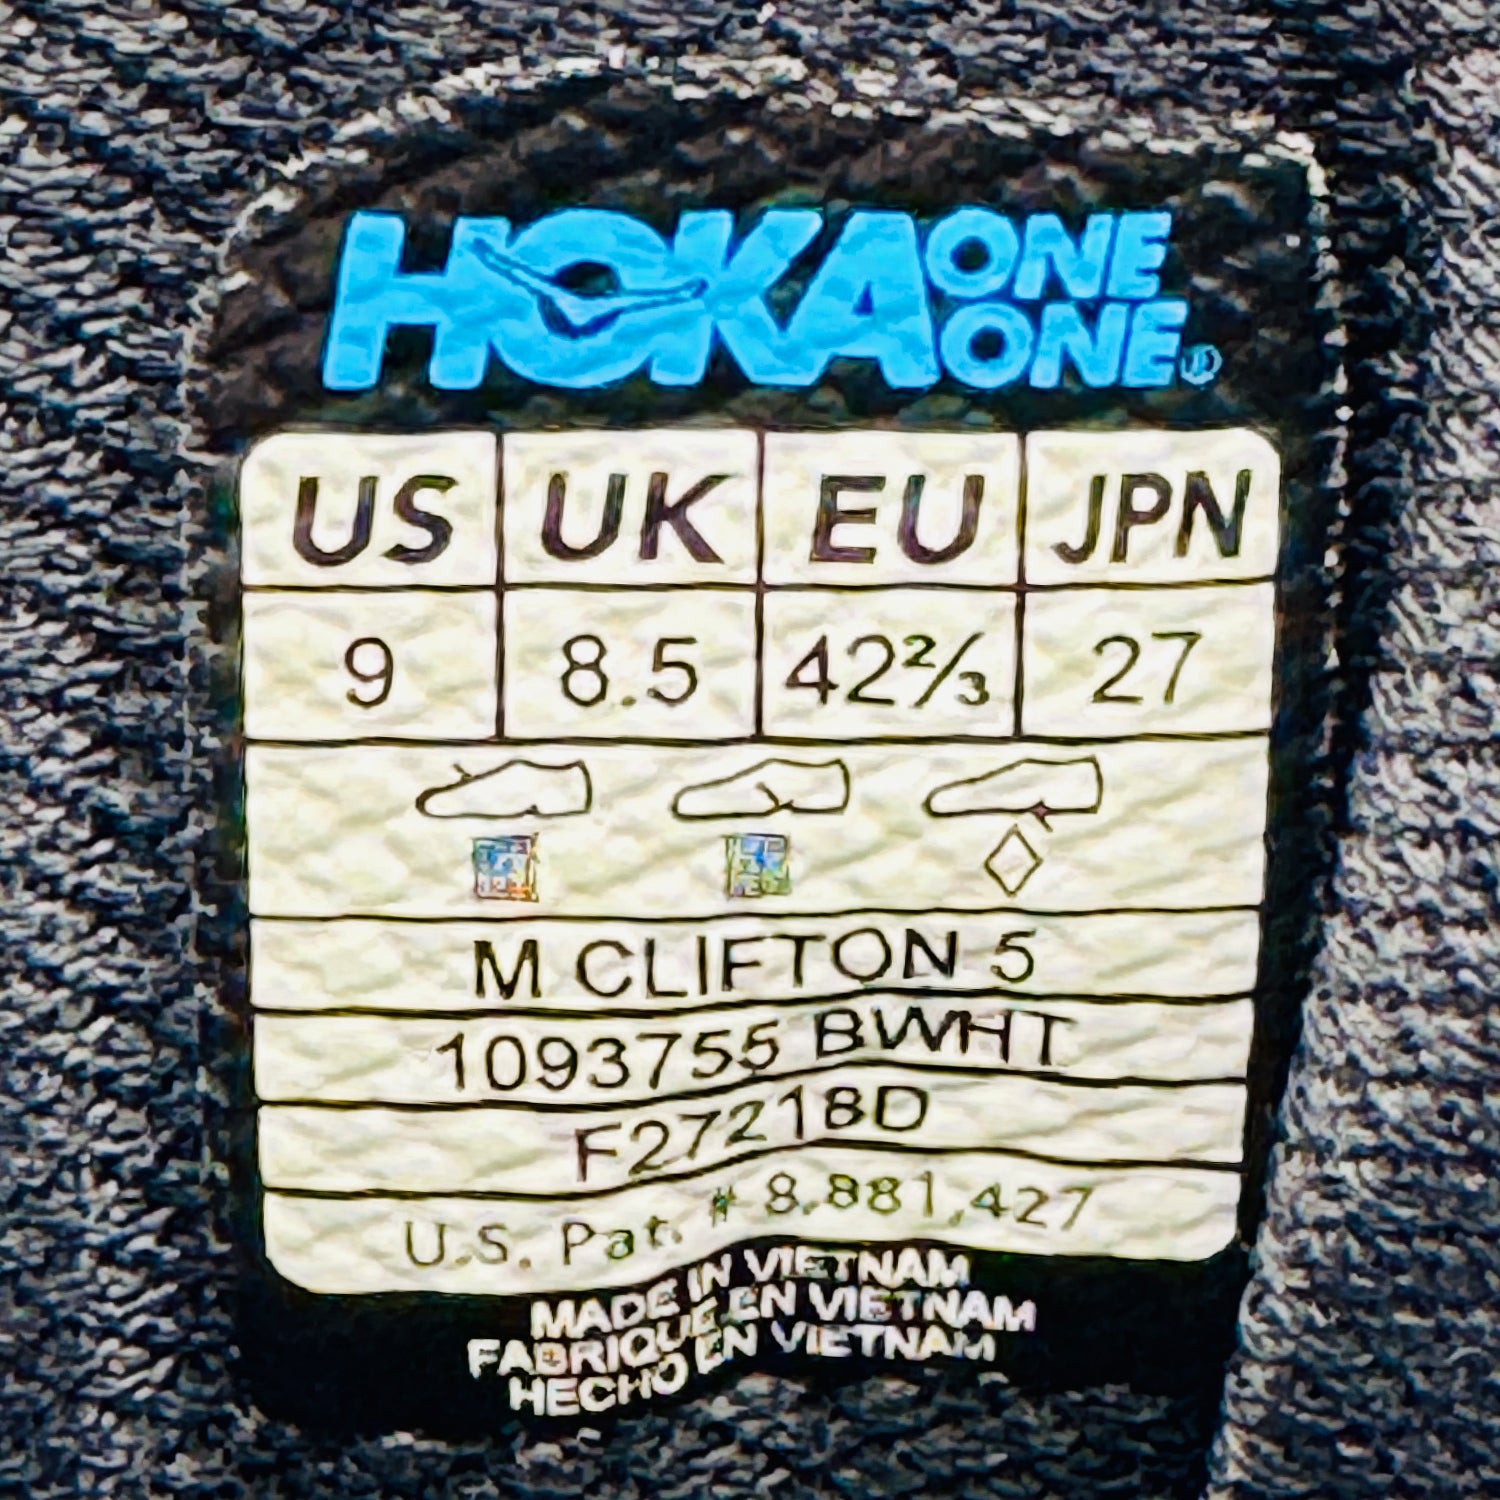 HOKA ONE ONE®
US UK EU JPN
9 8.5 42⅔ 27
M CLIFTON 5
1093755 BWHT
F27218D
U.S. Pat. # 8,881,427
MADE IN VIETNAM
FABRIQUE EN VIETNAM
HECHO EN VIETNAM